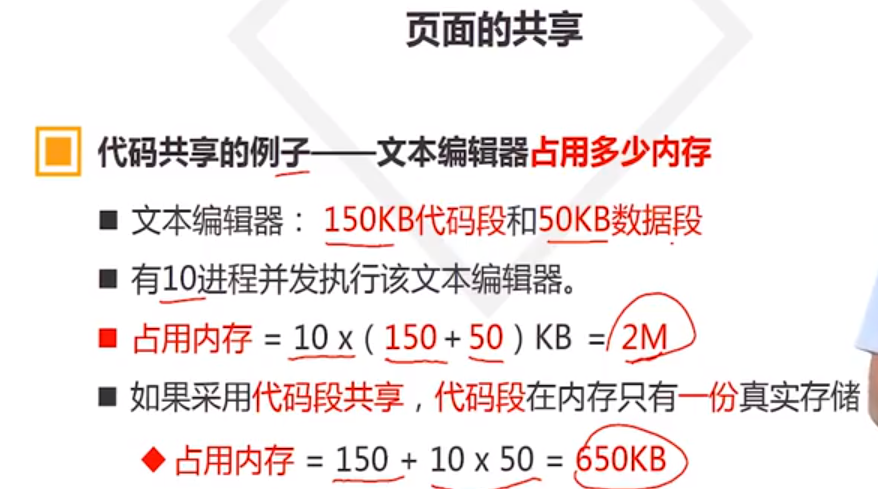 页面的共享
代码共享的例子——文本编辑器占用多少内存
文本编辑器：150KB代码段和50KB数据段
有10进程并发执行该文本编辑器。
占用内存 = 10 x（150+50）KB = 2M
如果采用代码段共享，代码段在内存只有一份真实存储
占用内存 = 150 + 10 x 50 = 650KB